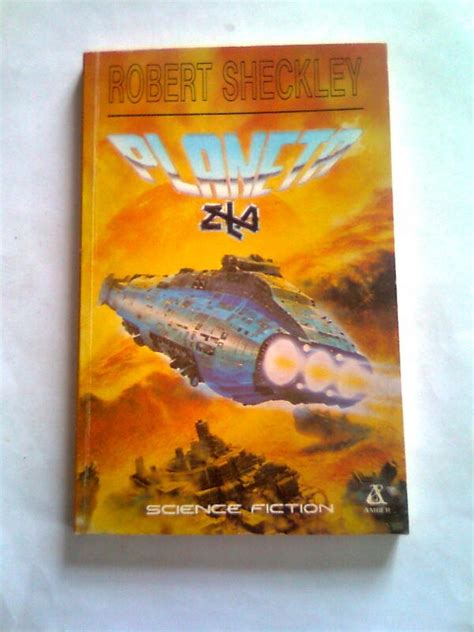 ROBERT SHECKLEY
PLANETA
ZŁA
SCIENCE FICTION
AMBER